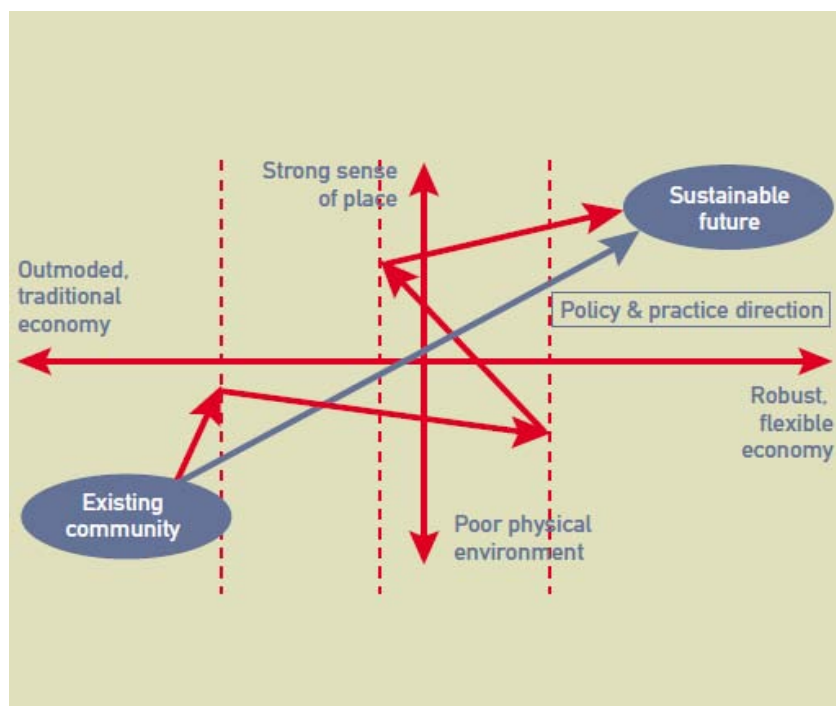 Strong sense
of place
Sustainable
future
Outmoded,
traditional
economy
Policy & practice direction
Robust,
flexible
economy
Existing
community
Poor physical
environment